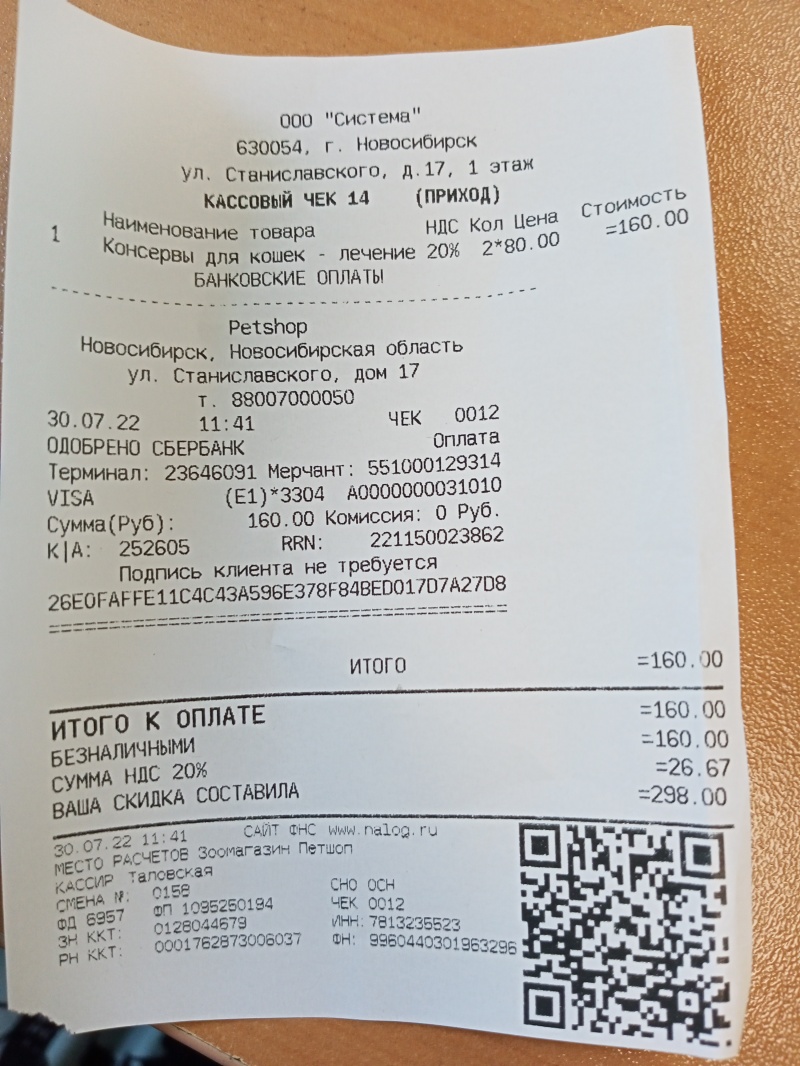 ООО "Система"
630054, г. Новосибирск
ул. Станиславского, д.17, 1 этаж
КАССОВЫЙ ЧЕК 14 (ПРИХОД)
Наименование товара НДС Кол Цена Стоимость
1 Консервы для кошек - лечение 20% 2*80.00 =160.00
БАНКОВСКИЕ ОПЛАТЫ
Petshop
Новосибирск, Новосибирская область
ул. Станиславского, дом 17
т. 88007000050
30.07.22 11:41 ЧЕК 0012
ОДОБРЕНО СБЕРБАНК Оплата
Терминал: 23646091 Мерчант: 551000129314
VISA (E1)*3304 A0000000031010
Сумма(Руб): 160.00 Комиссия: 0 Руб.
К|А: 252605 RRN: 221150023862
Подпись клиента не требуется
26E0FAFFE11C4C43A596E378F84BED017D7A27D8
ИТОГО =160.00
ИТОГО К ОПЛАТЕ =160.00
БЕЗНАЛИЧНЫМИ =160.00
СУММА НДС 20% =26.67
ВАША СКИДКА СОСТАВИЛА =298.00
30.07.22 11:41 САЙТ ФНС www.nalog.ru
МЕСТО РАСЧЕТОВ Зоомагазин Петшоп
КАССИР Таловская
СМЕНА №: 0158 СНО ОСН
ФД 6957 ФП 1095250194 ЧЕК 0012
ЗН ККТ: 0128044679 ИНН: 7813235523
РН ККТ: 0001762873006037 ФН: 9960440301963296